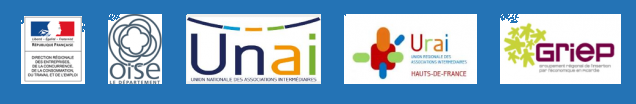 Liberté • Égalité • Fraternité
RÉPUBLIQUE FRANÇAISE
DIRECTION RÉGIONALE
DES ENTREPRISES,
DE LA CONCURRENCE,
DE LA CONSOMMATION,
DU TRAVAIL ET DE L'EMPLOI
oise
LE DÉPARTEMENT
Unai
UNION NATIONALE DES ASSOCIATIONS INTERMÉDIAIRES
Urai
UNION RÉGIONALE DES
ASSOCIATIONS INTERMÉDIAIRES
HAUTS-DE-FRANCE
GRIEP
groupement régional de l'insertion
par l'économique en picardie